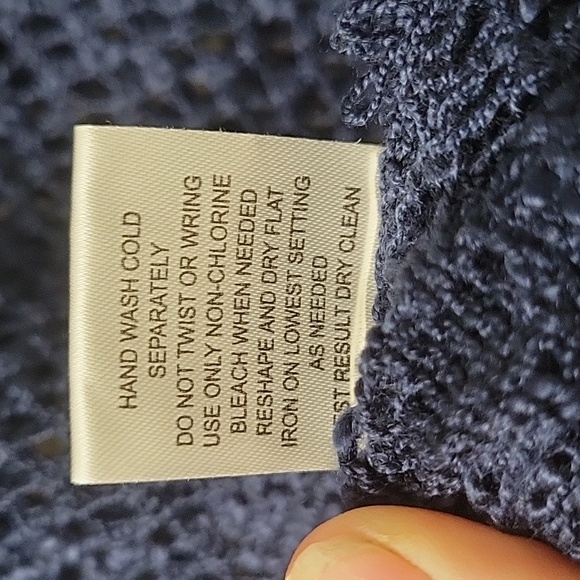 HAND WASH COLD
SEPARATELY
DO NOT TWIST OR WRING
USE ONLY NON-CHLORINE
BLEACH WHEN NEEDED
RESHAPE AND DRY FLAT
IRON ON LOWEST SETTING
AS NEEDED
ST RESULT DRY CLEAN